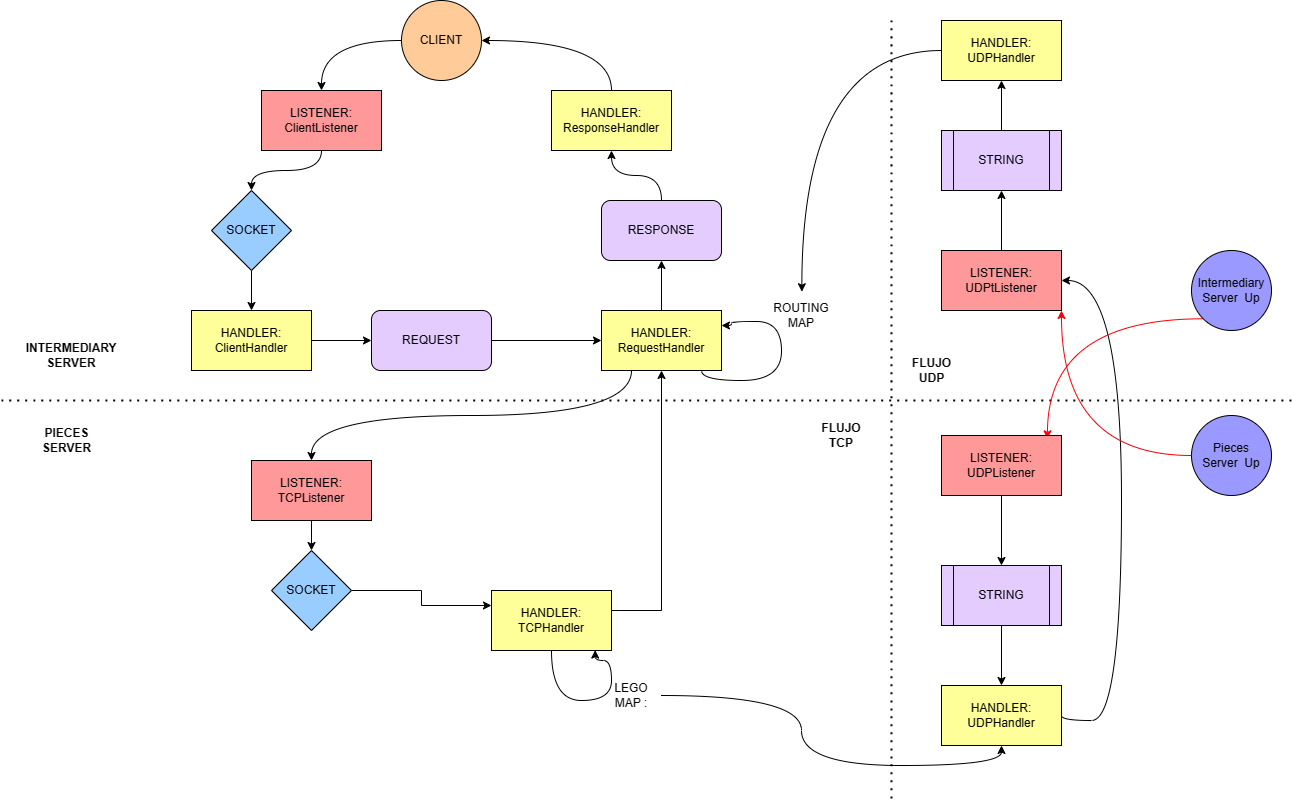 CLIENT
LISTENER:
ClientListener
HANDLER:
ResponseHandler
SOCKET
RESPONSE
HANDLER:
ClientHandler
REQUEST
HANDLER:
RequestHandler
ROUTING
MAP
INTERMEDIARY
SERVER
HANDLER:
UDPHandler
STRING
LISTENER:
UDPtListener
Intermediary
Server Up
FLUJO
UDP
PIECES
SERVER
FLUJO
TCP
LISTENER:
TCPListener
SOCKET
HANDLER:
TCPHandler
LEGO
MAP :
LISTENER:
UDPListener
Pieces
Server Up
STRING
HANDLER:
UDPHandler